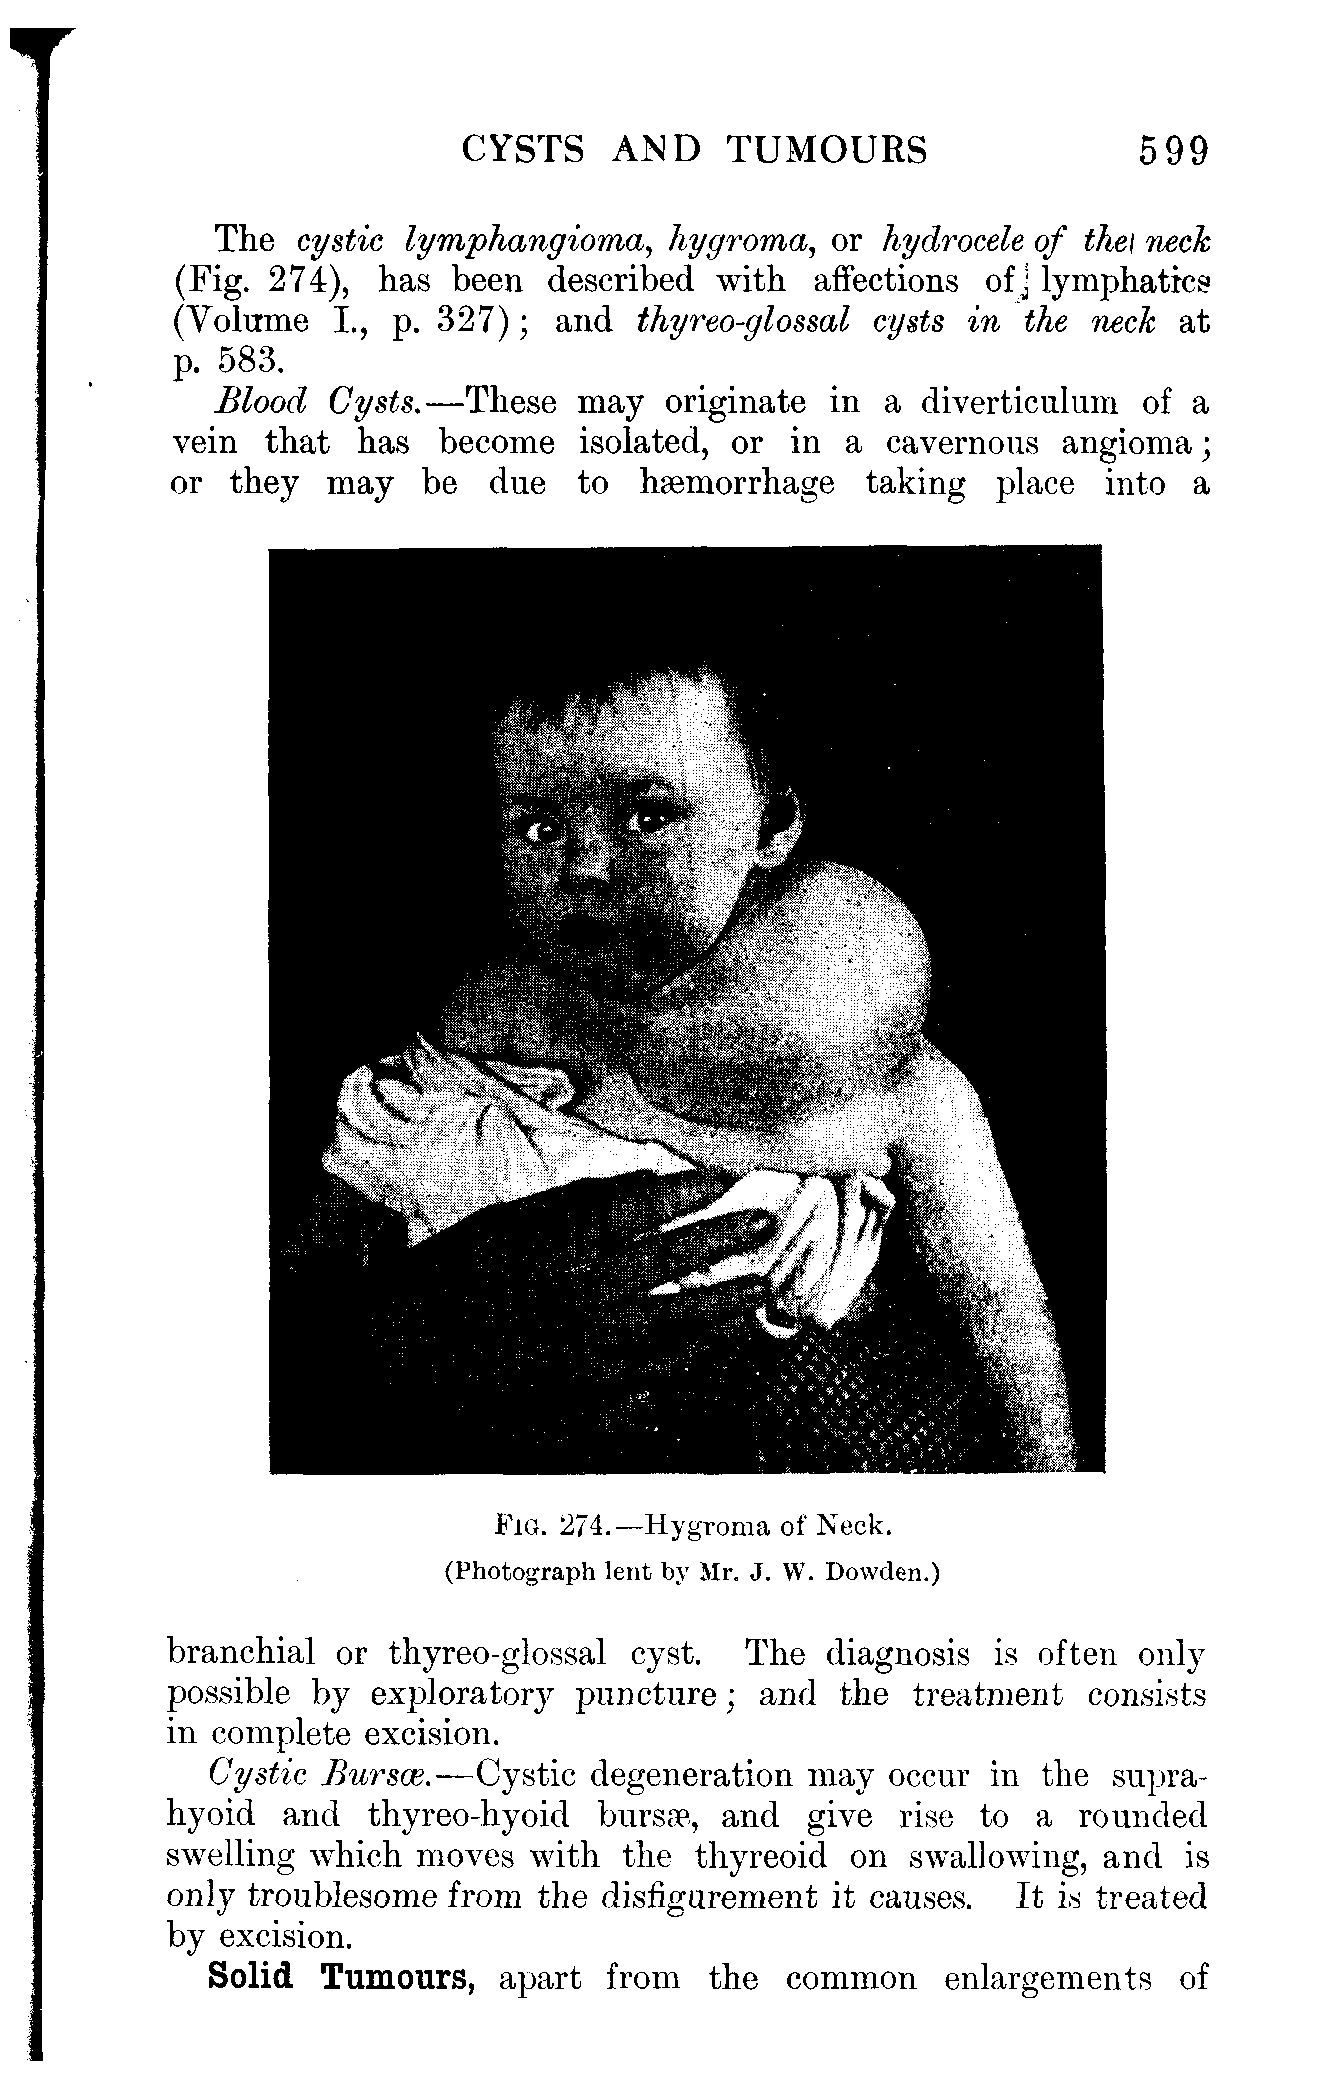 CYSTS AND TUMOURS 599
The cystic lymphangioma, hygroma, or hydrocele of the neck
(Fig. 274), has been described with affections of lymphatics
(Volume I., p. 327); and thyreo-glossal cysts in the neck at
p. 583.
Blood Cysts.—These may originate in a diverticulum of a
vein that has become isolated, or in a cavernous angioma;
or they may be due to hæmorrhage taking place into a
FIG. 274.—Hygroma of Neck.
(Photograph lent by Mr. J. W. Dowden.)
branchial or thyreo-glossal cyst. The diagnosis is often only
possible by exploratory puncture; and the treatment consists
in complete excision.
Cystic Bursæ.—Cystic degeneration may occur in the supra-
hyoid and thyreo-hyoid bursæ, and give rise to a rounded
swelling which moves with the thyreoid on swallowing, and is
only troublesome from the disfigurement it causes. It is treated
by excision.
Solid Tumours, apart from the common enlargements of